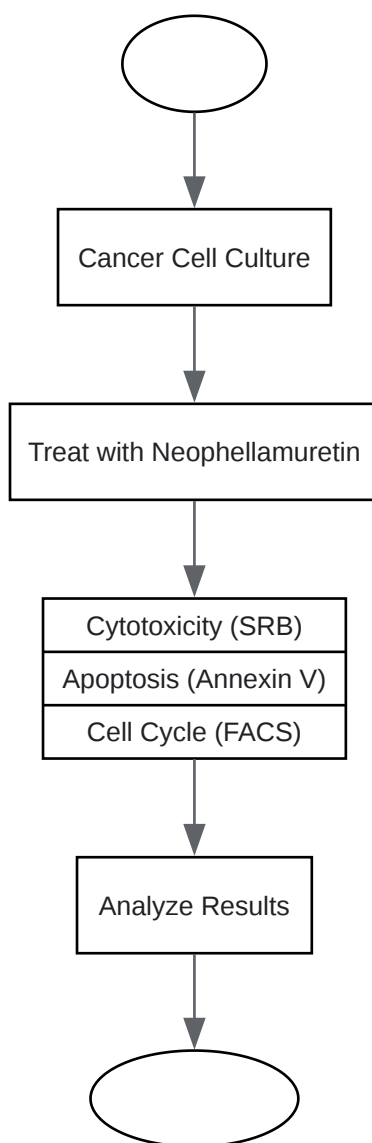 Cancer Cell Culture
Treat with Neophellamuretin
Cytotoxicity (SRB)
Apoptosis (Annexin V)
Cell Cycle (FACS)
Analyze Results